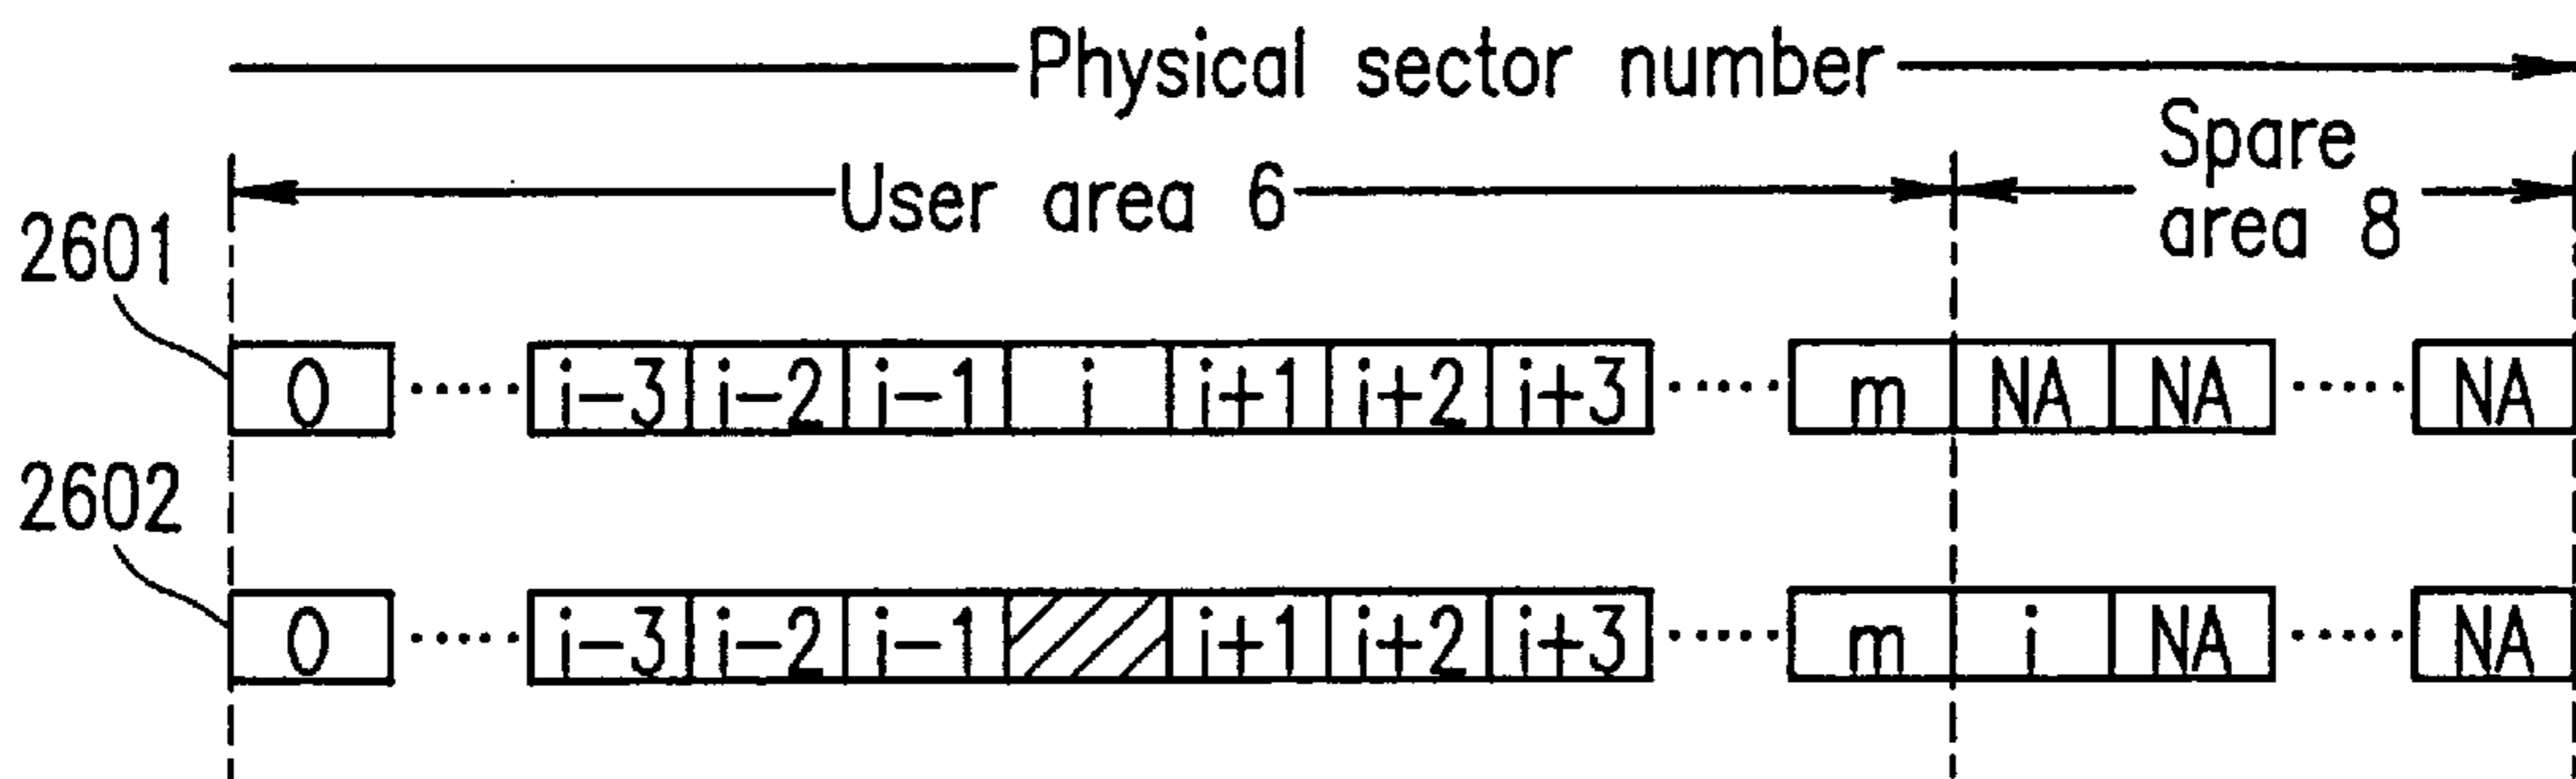 Physical sector number
User area 6
Spare area 8
2601
0 ..... i-3 i-2 i-1 i i+1 i+2 i+3 ..... m NA NA ..... NA
2602
0 ..... i-3 i-2 i-1 i+1 i+2 i+3 ..... m i NA ..... NA